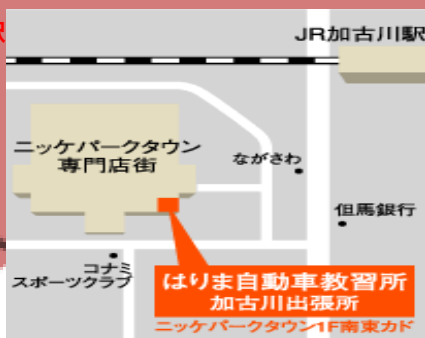 JR加古川駅
ニッケパークタウン
専門店街
ながさわ
但馬銀行
コナミ
スポーツクラブ
はりま自動車教習所
加古川出張所
ニッケパークタウン1F南東カド